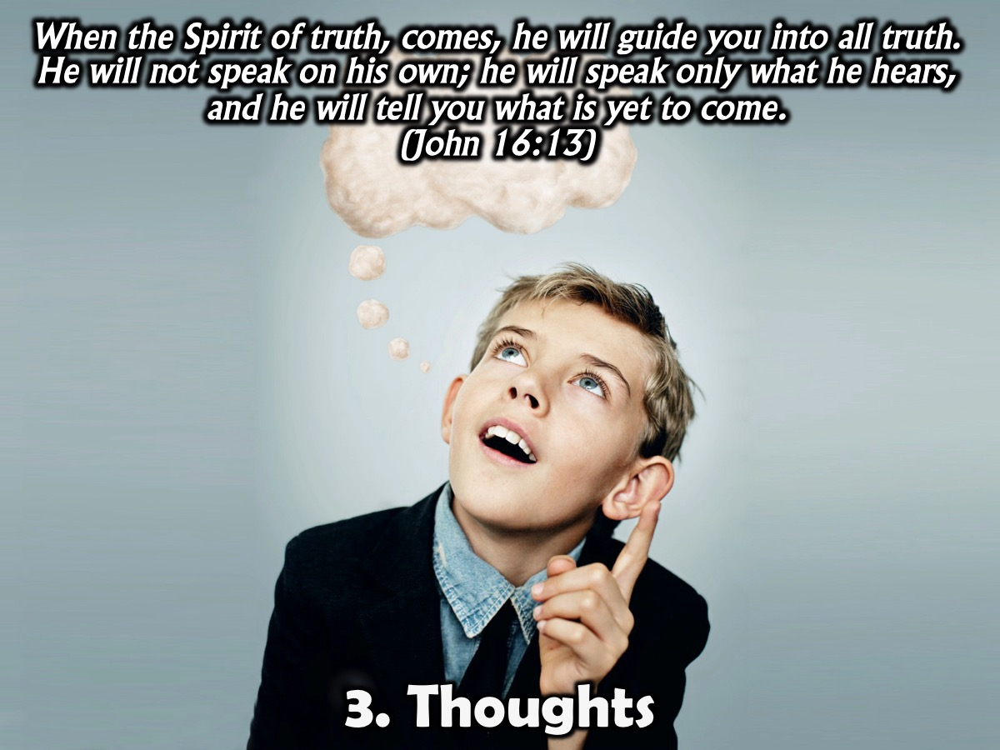 When the Spirit of truth, comes, he will guide you into all truth.
He will not speak on his own; he will speak only what he hears,
and he will tell you what is yet to come.
(John 16:13)
3. Thoughts